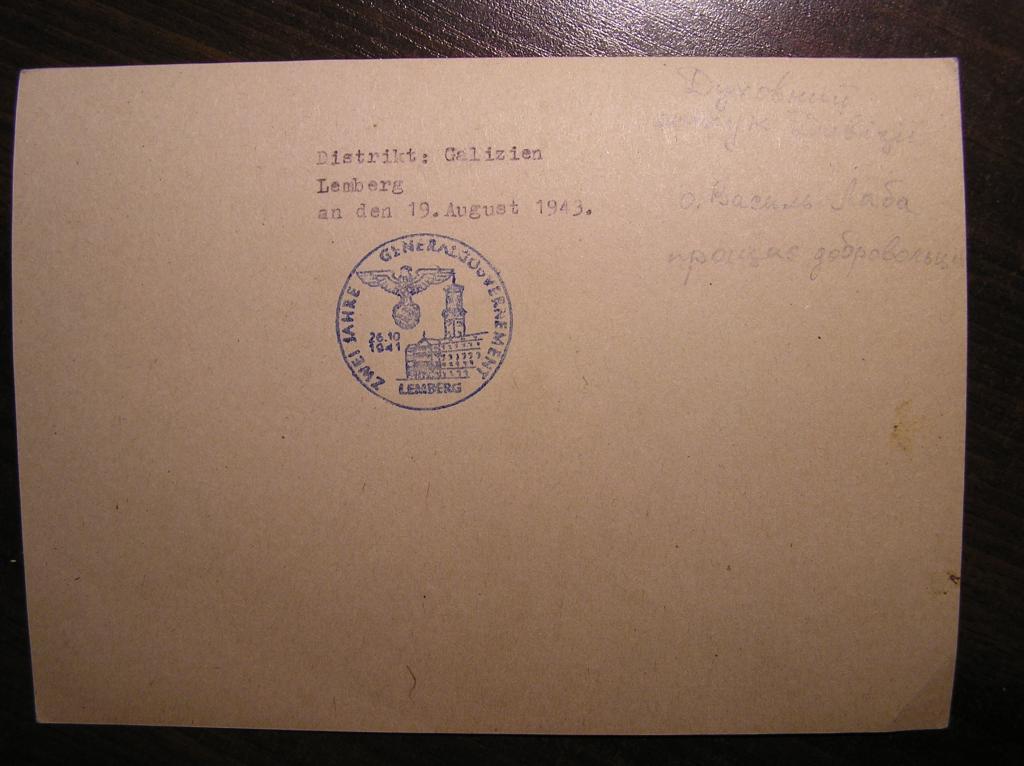 Distrikt: Galizien
Lemberg
an den 19.August 1943.
ZWEI JAHRE GENERALGOUVERNEMENT
26.10
1941
LEMBERG
Духовний
о. Василь Лаба
працає добровольців